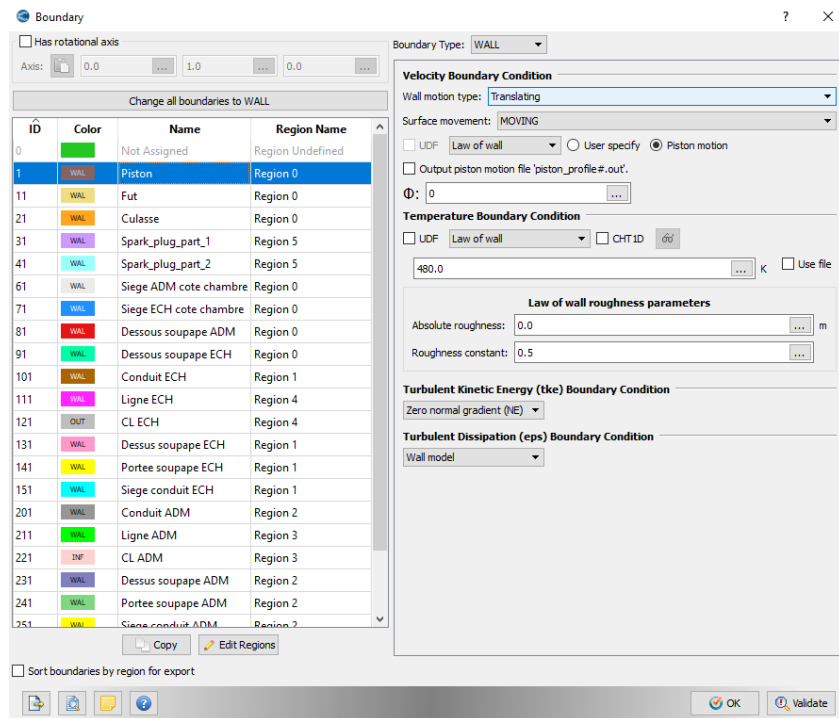 Boundary ? ×
Has rotational axis
Axis: 0.0 ... 1.0 ... 0.0 ...
Change all boundaries to WALL
ID Color Name Region Name
0 Not Assigned Region Undefined
1 WAL Piston Region 0
11 WAL Fut Region 0
21 WAL Culasse Region 0
31 WAL Spark_plug_part_1 Region 5
41 WAL Spark_plug_part_2 Region 5
61 WAL Siege ADM cote chambre Region 0
71 WAL Siege ECH cote chambre Region 0
81 WAL Dessous soupape ADM Region 0
91 WAL Dessous soupape ECH Region 0
101 WAL Conduit ECH Region 1
111 WAL Ligne ECH Region 4
121 OUT CL ECH Region 4
131 WAL Dessus soupape ECH Region 1
141 WAL Portee soupape ECH Region 1
151 WAL Siege conduit ECH Region 1
201 WAL Conduit ADM Region 2
211 WAL Ligne ADM Region 3
221 INF CL ADM Region 3
231 WAL Dessus soupape ADM Region 2
241 WAL Portee soupape ADM Region 2
251 WAL Siege conduit ADM Region 2
Copy Edit Regions
Sort boundaries by region for export
Boundary Type: WALL
Velocity Boundary Condition
Wall motion type: Translating
Surface movement: MOVING
UDF Law of wall User specify Piston motion
Output piston motion file 'piston_profile#.out'.
Φ: 0 ...
Temperature Boundary Condition
UDF Law of wall CHT1D
480.0 ... K Use file
Law of wall roughness parameters
Absolute roughness: 0.0 ... m
Roughness constant: 0.5 ...
Turbulent Kinetic Energy (tke) Boundary Condition
Zero normal gradient (NE)
Turbulent Dissipation (eps) Boundary Condition
Wall model
OK Validate